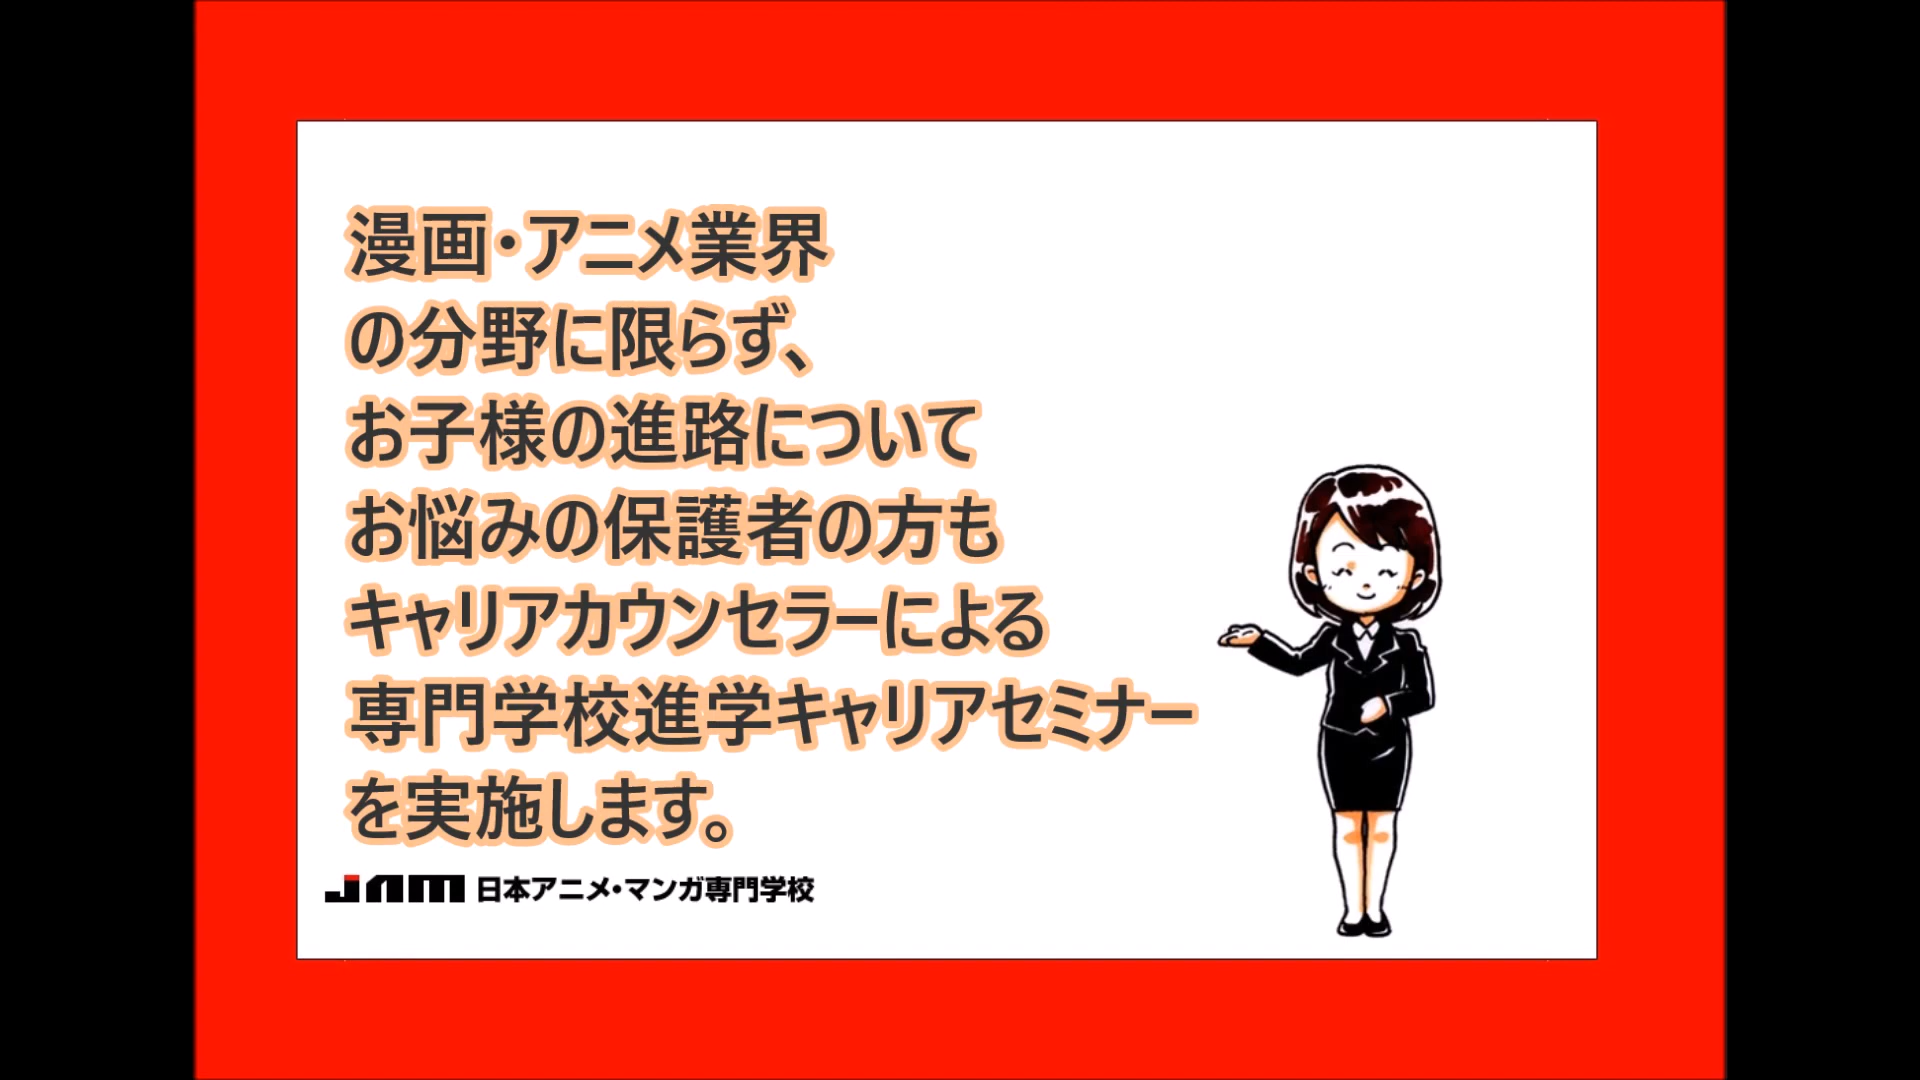 漫画・アニメ業界
の分野に限らず、
お子様の進路について
お悩みの保護者の方も
キャリアカウンセラーによる
専門学校進学キャリアセミナー
を実施します。
JAM 日本アニメ・マンガ専門学校